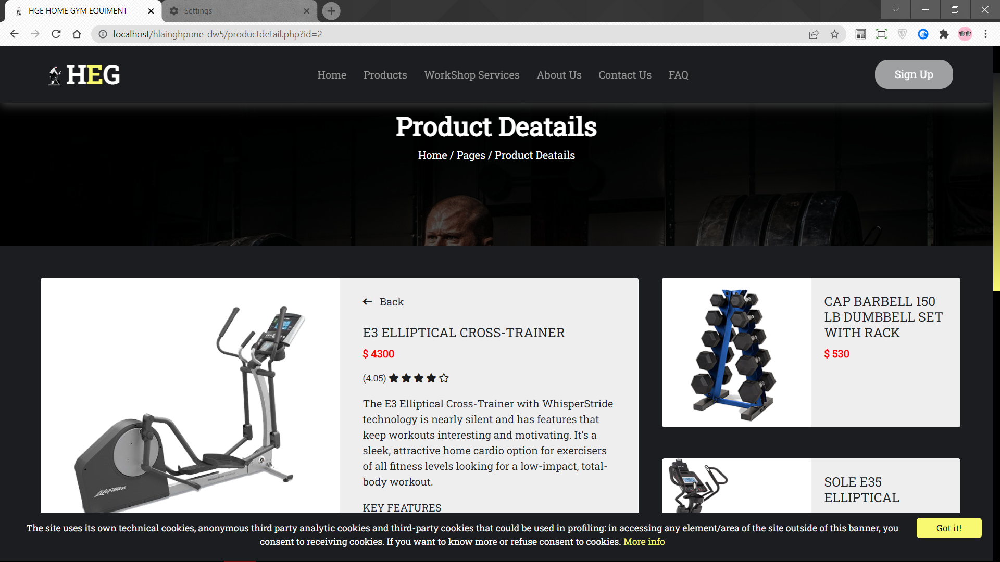 HGE HOME GYM EQUIMENT
Settings
localhost/hlainghpone_dw5/productdetail.php?id=2
HEG
Home
Products
WorkShop Services
About Us
Contact Us
FAQ
Sign Up
Product Deatails
Home / Pages / Product Deatails
Back
E3 ELLIPTICAL CROSS-TRAINER
$ 4300
(4.05)
The E3 Elliptical Cross-Trainer with WhisperStride
technology is nearly silent and has features that
keep workouts interesting and motivating. It’s a
sleek, attractive home cardio option for exercisers
of all fitness levels looking for a low-impact, total-
body workout.
KEY FEATURES
LifeFitness
CAP BARBELL 150
LB DUMBBELL SET
WITH RACK
$ 530
SOLE E35
ELLIPTICAL
The site uses its own technical cookies, anonymous third party analytic cookies and third-party cookies that could be used in profiling: in accessing any element/area of the site outside of this banner, you
consent to receiving cookies. If you want to know more or refuse consent to cookies. More info
Got it!